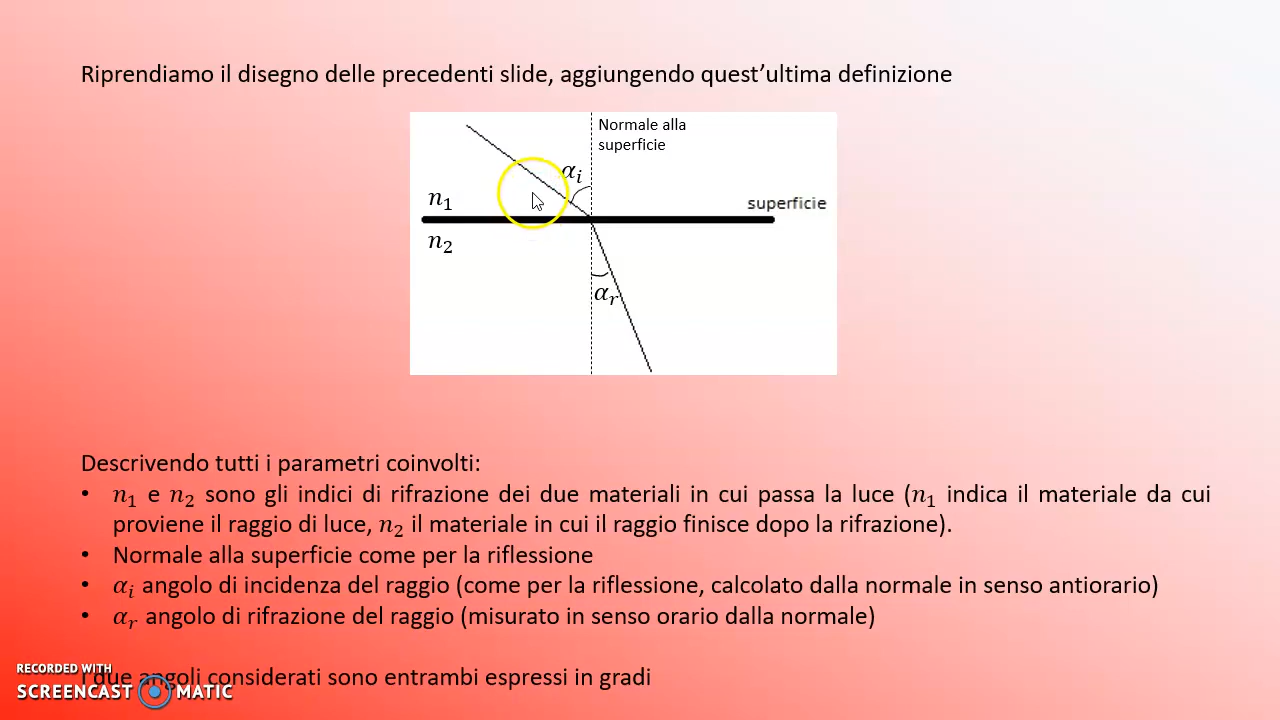 Riprendiamo il disegno delle precedenti slide, aggiungendo quest'ultima definizione
Normale alla
superficie
αᵢ
n₁
superficie
n₂
αᵣ
Descrivendo tutti i parametri coinvolti:
• n₁ e n₂ sono gli indici di rifrazione dei due materiali in cui passa la luce (n₁ indica il materiale da cui
proviene il raggio di luce, n₂ il materiale in cui il raggio finisce dopo la rifrazione).
• Normale alla superficie come per la riflessione
• αᵢ angolo di incidenza del raggio (come per la riflessione, calcolato dalla normale in senso antiorario)
• αᵣ angolo di rifrazione del raggio (misurato in senso orario dalla normale)
RECORDED WITH
I due angoli considerati sono entrambi espressi in gradi
SCREENCAST MATIC